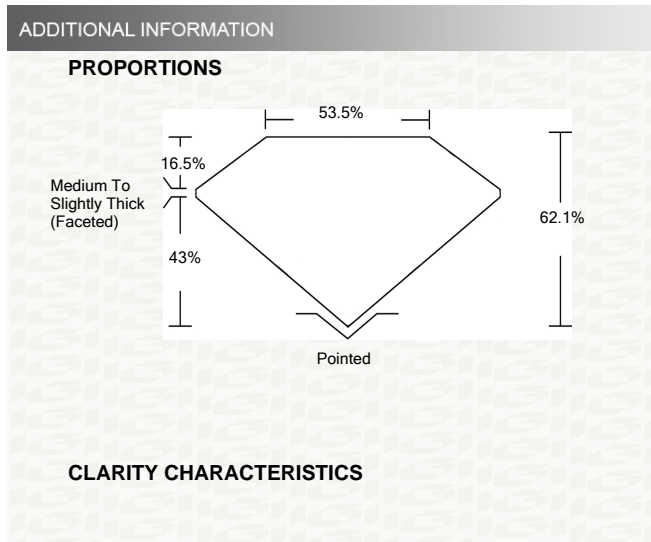 ADDITIONAL INFORMATION
PROPORTIONS
53.5%
16.5%
Medium To
Slightly Thick
(Faceted)
62.1%
43%
Pointed
CLARITY CHARACTERISTICS